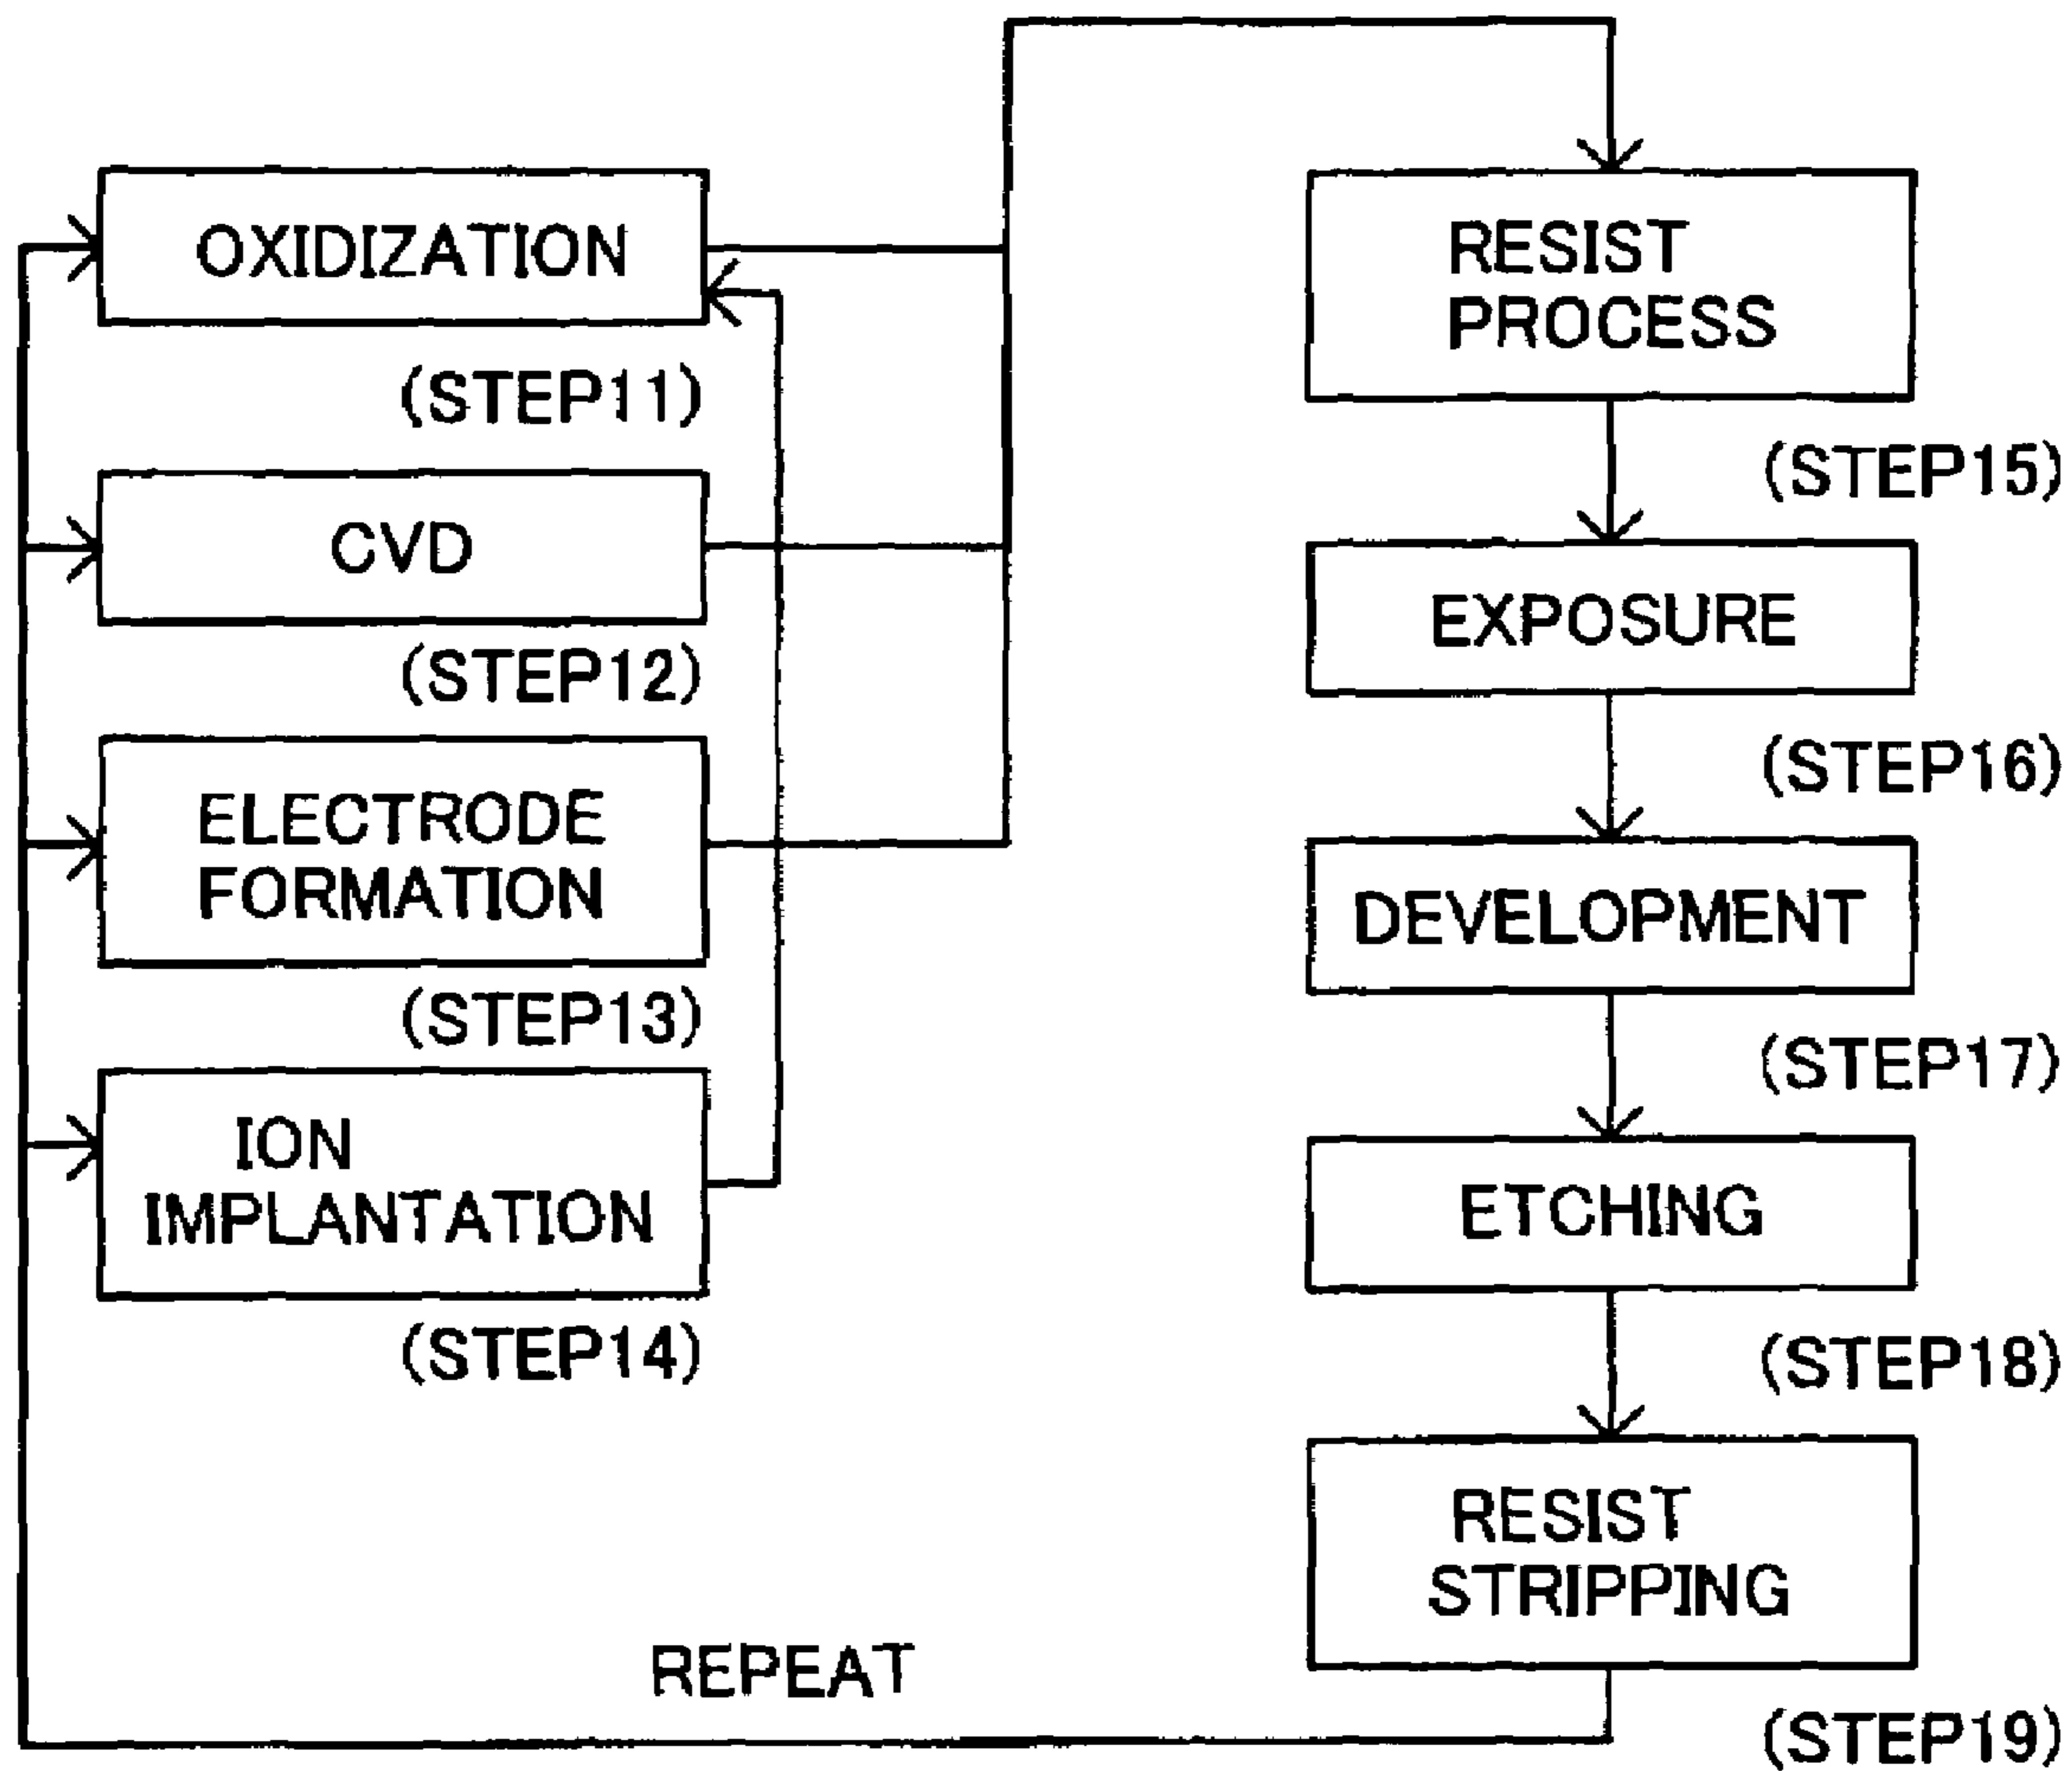 OXIDIZATION
(STEP11)
CVD
(STEP12)
ELECTRODE
FORMATION
(STEP13)
ION
IMPLANTATION
(STEP14)
RESIST
PROCESS
(STEP15)
EXPOSURE
(STEP16)
DEVELOPMENT
(STEP17)
ETCHING
(STEP18)
RESIST
STRIPPING
(STEP19)
REPEAT